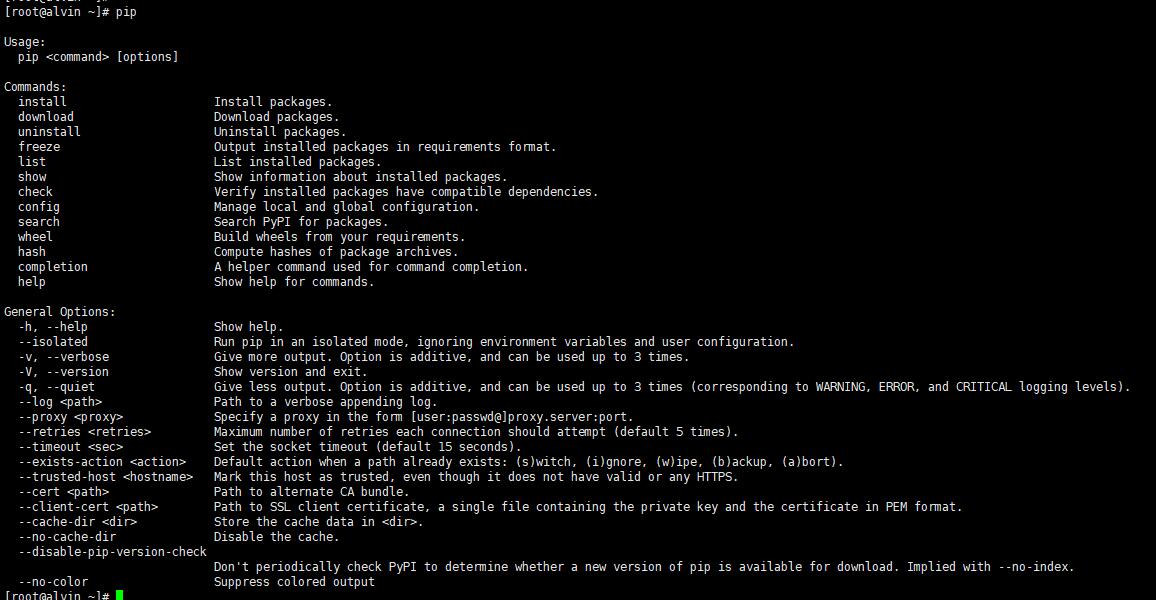 [root@alvin ~]#
[root@alvin ~]# pip
Usage:
pip <command> [options]
Commands:
install Install packages.
download Download packages.
uninstall Uninstall packages.
freeze Output installed packages in requirements format.
list List installed packages.
show Show information about installed packages.
check Verify installed packages have compatible dependencies.
config Manage local and global configuration.
search Search PyPI for packages.
wheel Build wheels from your requirements.
hash Compute hashes of package archives.
completion A helper command used for command completion.
help Show help for commands.
General Options:
-h, --help Show help.
--isolated Run pip in an isolated mode, ignoring environment variables and user configuration.
-v, --verbose Give more output. Option is additive, and can be used up to 3 times.
-V, --version Show version and exit.
-q, --quiet Give less output. Option is additive, and can be used up to 3 times (corresponding to WARNING, ERROR, and CRITICAL logging levels).
--log <path> Path to a verbose appending log.
--proxy <proxy> Specify a proxy in the form [user:passwd@]proxy.server:port.
--retries <retries> Maximum number of retries each connection should attempt (default 5 times).
--timeout <sec> Set the socket timeout (default 15 seconds).
--exists-action <action> Default action when a path already exists: (s)witch, (i)gnore, (w)ipe, (b)ackup, (a)bort).
--trusted-host <hostname> Mark this host as trusted, even though it does not have valid or any HTTPS.
--cert <path> Path to alternate CA bundle.
--client-cert <path> Path to SSL client certificate, a single file containing the private key and the certificate in PEM format.
--cache-dir <dir> Store the cache data in <dir>.
--no-cache-dir Disable the cache.
--disable-pip-version-check
Don't periodically check PyPI to determine whether a new version of pip is available for download. Implied with --no-index.
--no-color Suppress colored output
[root@alvin ~]#